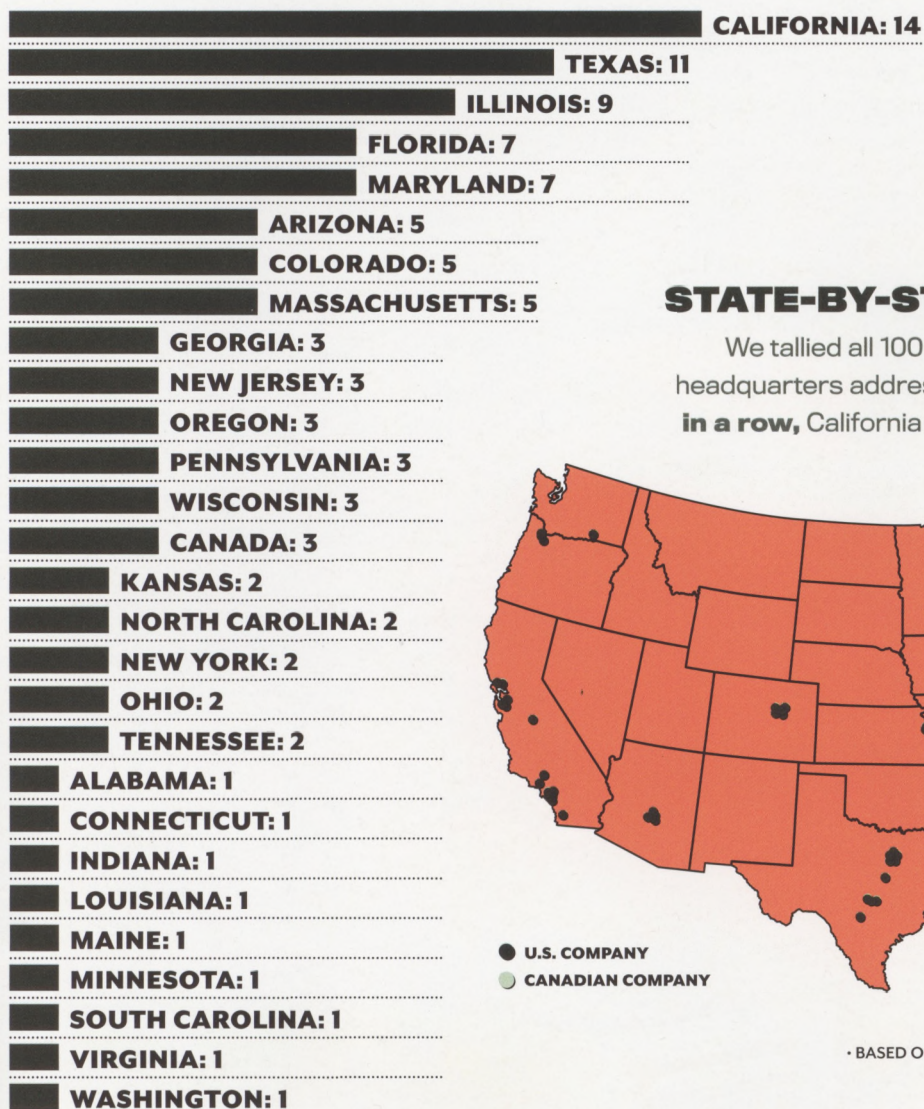 CALIFORNIA: 14
TEXAS: 11
ILLINOIS: 9
FLORIDA: 7
MARYLAND: 7
ARIZONA: 5
COLORADO: 5
MASSACHUSETTS: 5
GEORGIA: 3
NEW JERSEY: 3
OREGON: 3
PENNSYLVANIA: 3
WISCONSIN: 3
CANADA: 3
KANSAS: 2
NORTH CAROLINA: 2
NEW YORK: 2
OHIO: 2
TENNESSEE: 2
ALABAMA: 1
CONNECTICUT: 1
INDIANA: 1
LOUISIANA: 1
MAINE: 1
MINNESOTA: 1
SOUTH CAROLINA: 1
VIRGINIA: 1
WASHINGTON: 1
STATE-BY-
We tallied all 100
headquarters
in a row, California
U.S. COMPANY
CANADIAN COMPANY
• BASED